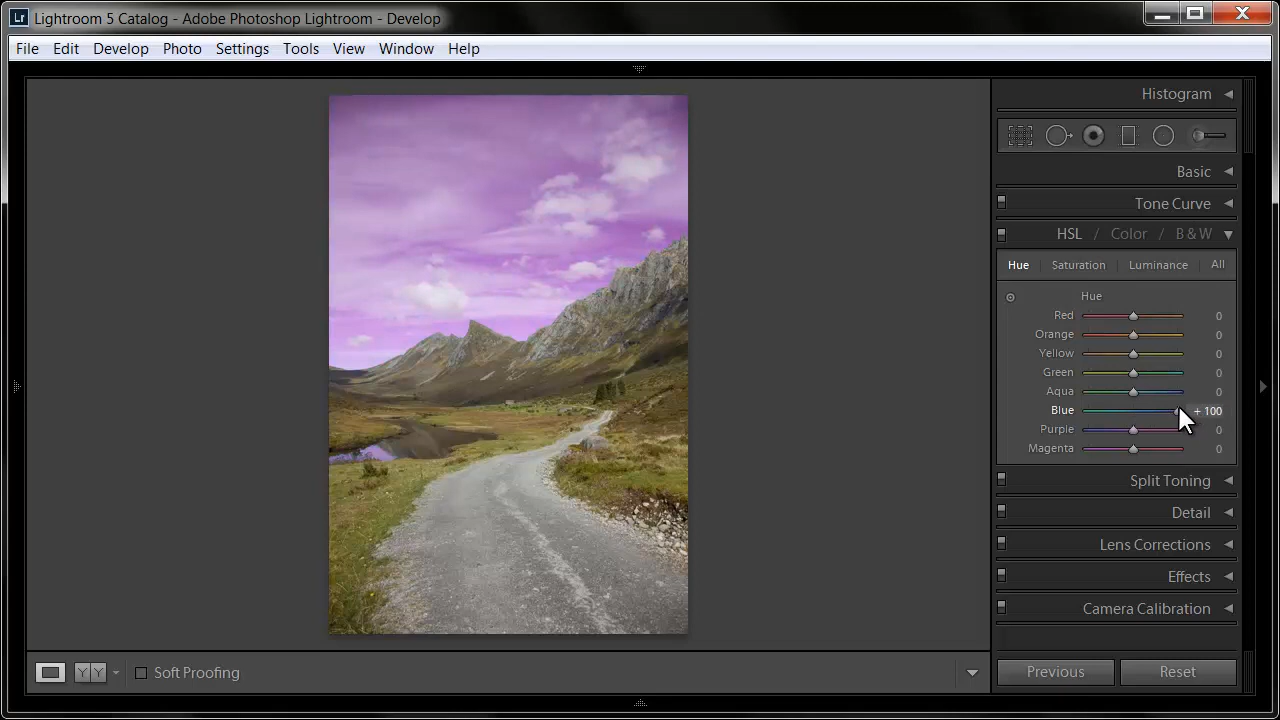 Lr Lightroom 5 Catalog - Adobe Photoshop Lightroom - Develop
File Edit Develop Photo Settings Tools View Window Help
Histogram
Basic
Tone Curve
HSL / Color / B & W
Hue Saturation Luminance All
Hue
Red 0
Orange 0
Yellow 0
Green 0
Aqua 0
Blue + 100
Purple 0
Magenta 0
Split Toning
Detail
Lens Corrections
Effects
Camera Calibration
Y Y Soft Proofing Previous Reset